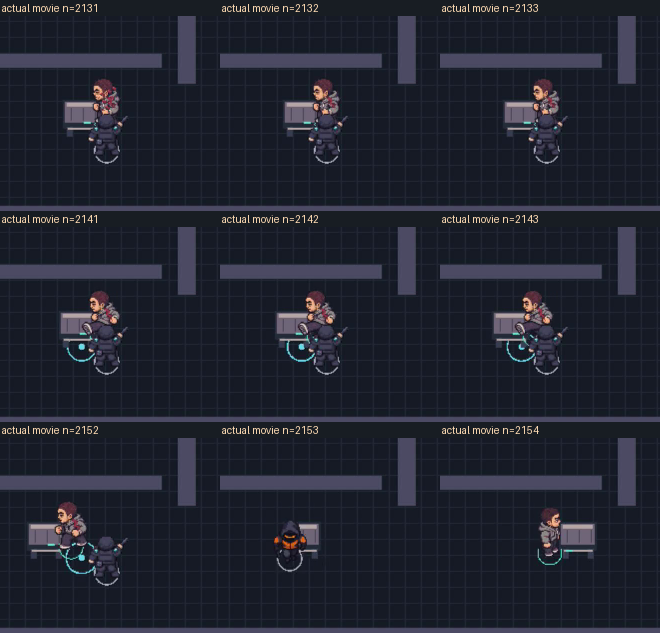 actual movie n=2131
actual movie n=2132
actual movie n=2133
actual movie n=2141
actual movie n=2142
actual movie n=2143
actual movie n=2152
actual movie n=2153
actual movie n=2154